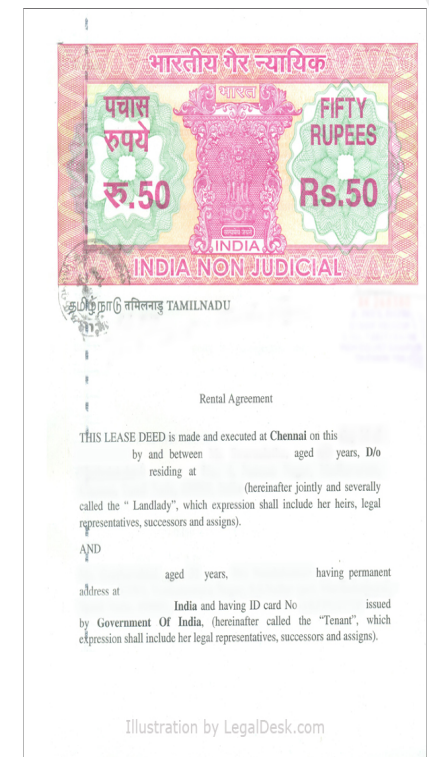 भारतीय गैर न्यायिक
भारत
पचास
रुपये
रु.50
FIFTY
RUPEES
Rs.50
सत्यमेव जयते
INDIA
INDIA NON JUDICIAL
தமிழ்நாடு तमिलनाडु TAMILNADU
Rental Agreement
THIS LEASE DEED is made and executed at Chennai on this
by and between aged years, D/o
residing at
(hereinafter jointly and severally
called the “ Landlady”, which expression shall include her heirs, legal
representatives, successors and assigns).
AND
aged years, having permanent
address at
India and having ID card No issued
by Government Of India, (hereinafter called the “Tenant”, which
expression shall include her legal representatives, successors and assigns).
Illustration by LegalDesk.com